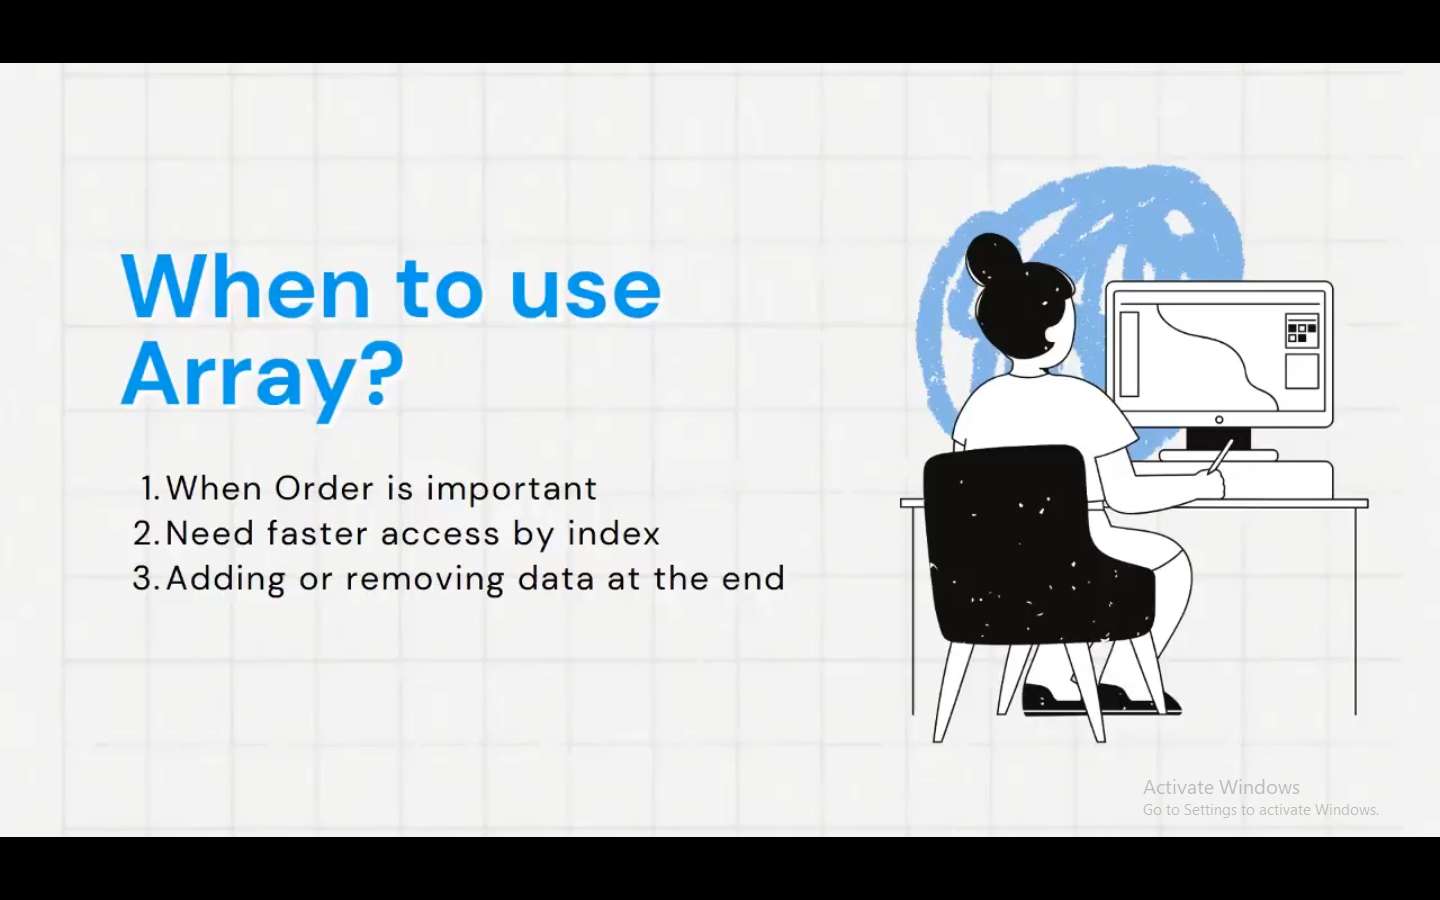 When to use
Array?
1. When Order is important
2. Need faster access by index
3. Adding or removing data at the end
Activate Windows
Go to Settings to activate Windows.